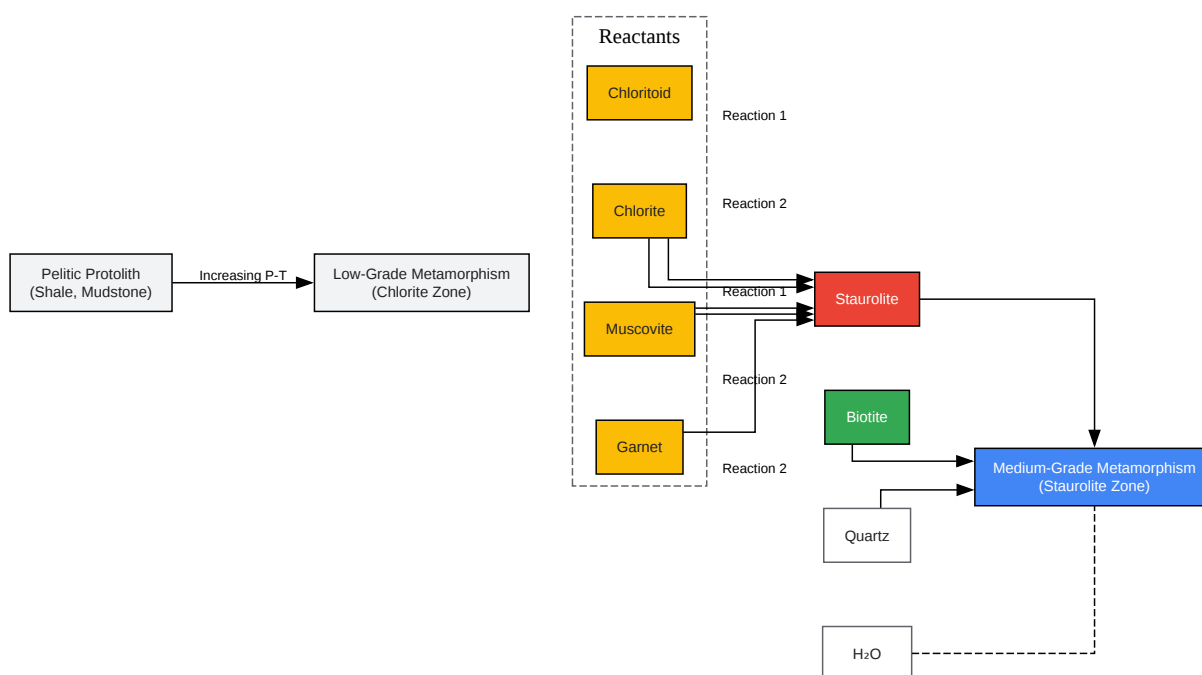 Reactants
Chloritoid
Reaction 1
Chlorite
Reaction 2
Pelitic Protolith
(Shale, Mudstone)
Increasing P-T
Low-Grade Metamorphism
(Chlorite Zone)
Reaction 1
Staurolite
Muscovite
Reaction 2
Biotite
Garnet
Reaction 2
Medium-Grade Metamorphism
(Staurolite Zone)
Quartz
H₂O